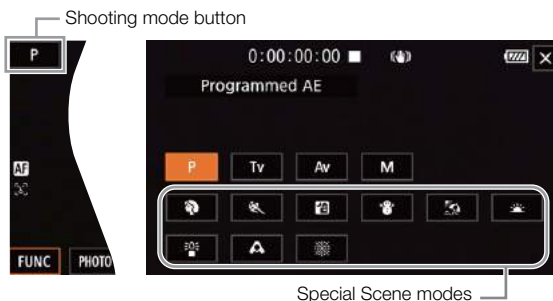 Shooting mode button
P
0:00:00:00
Programmed AE
AF
P Tv Av M
FUNC PHOTO
Special Scene modes